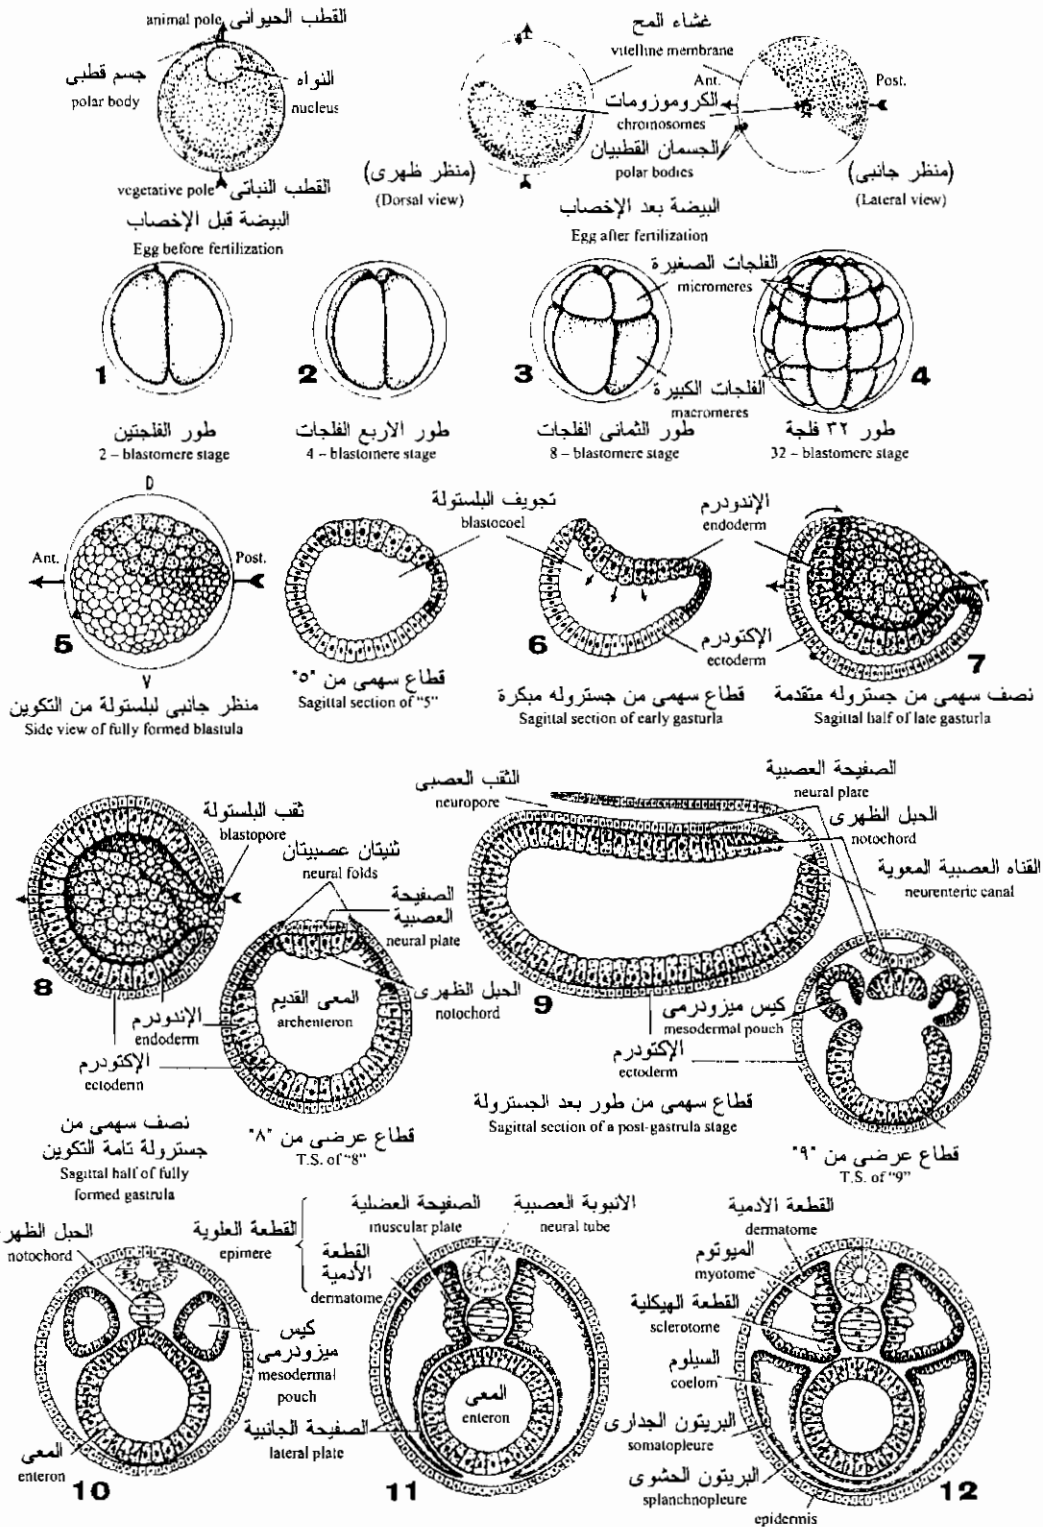 القطب الحيوانى
animal pole
جسم قطبى
polar body
النواه
nucleus
القطب النباتى
vegetative pole
البيضة قبل الإخصاب
Egg before fertilization
غشاء المح
vitelline membrane
Ant.
Post.
الكروموزومات
chromosomes
الجسمان القطبيان
polar bodies
(منظر ظهرى)
(Dorsal view)
(منظر جانبى)
(Lateral view)
البيضة بعد الإخصاب
Egg after fertilization
الفلجات الصغيرة
micromeres
الفلجات الكبيرة
macromeres
1
2
3
4
طور الفلجتين
2 – blastomere stage
طور الأربع الفلجات
4 – blastomere stage
طور الثمانى الفلجات
8 – blastomere stage
طور ٣٢ فلجة
32 – blastomere stage
D
Ant.
Post.
5
V
منظر جانبى لبلستولة من التكوين
Side view of fully formed blastula
تجويف البلستولة
blastocoel
قطاع سهمى من "٥"
Sagittal section of "5"
الإندودرم
endoderm
الإكتودرم
ectoderm
6
قطاع سهمى من جستروله مبكرة
Sagittal section of early gasturla
7
نصف سهمى من جستروله متقدمة
Sagittal half of late gasturla
ثقب البلستولة
blastopore
8
الإندودرم
endoderm
الإكتودرم
ectoderm
نصف سهمى من
جسترولة تامة التكوين
Sagittal half of fully
formed gastrula
ثنيتان عصبيتان
neural folds
الصفيحة
العصبية
neural plate
المعى القديم
archenteron
الحبل الظهرى
notochord
قطاع عرضى من "٨"
T.S. of "8"
الثقب العصبى
neuropore
الصفيحة العصبية
neural plare
الحبل الظهرى
notochord
القناه العصبية المعوية
neurenteric canal
9
كيس ميزودرمى
mesodermal pouch
الإكتودرم
ectoderm
قطاع سهمى من طور بعد الجسترولة
Sagittal section of a post-gastrula stage
قطاع عرضى من "٩"
T.S. of "9"
الحبل الظهر
notochord
كيس
ميزودرمى
mesodermal
pouch
المعى
enteron
10
القطعة العلوية
epimere
الصفيحة العضلية
muscular plate
القطعة
الأدمية
dermatome
الانبوبة العصبية
neural tube
المعى
enteron
الصفيحة الجانبية
lateral plate
11
القطعة الأدمية
dermatome
الميوتوم
myotome
القطعة الهيكلية
sclerotome
السيلوم
coelom
البريتون الجدارى
somatopleure
البريتون الحشوى
splanchnopleure
epidermis
12